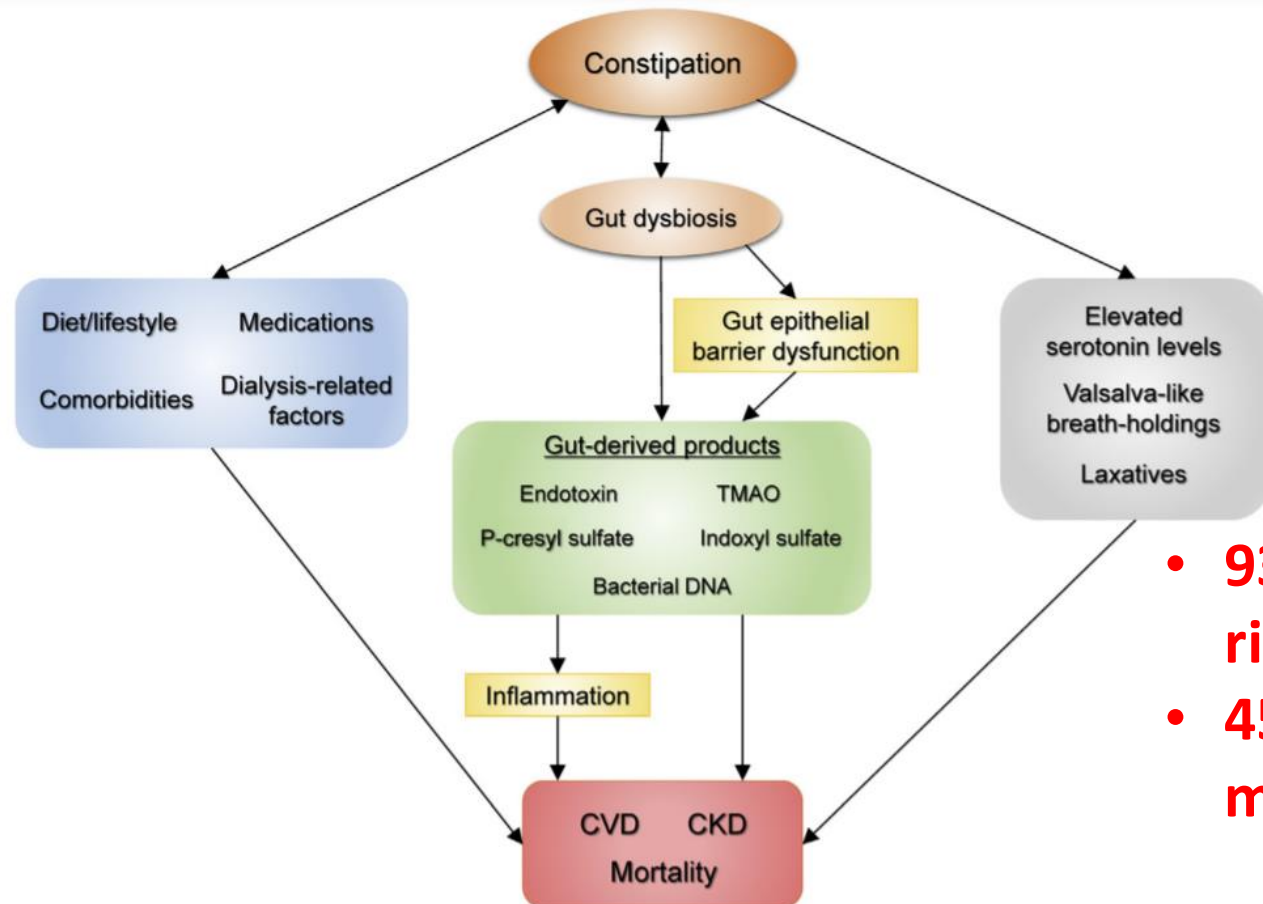 Constipation
Gut dysbiosis
Diet/lifestyle Medications
Comorbidities Dialysis-related
factors
Gut epithelial
barrier dysfunction
Elevated
serotonin levels
Valsalva-like
breath-holdings
Laxatives
Gut-derived products
Endotoxin TMAO
P-cresyl sulfate Indoxyl sulfate
Bacterial DNA
Inflammation
CVD CKD
Mortality